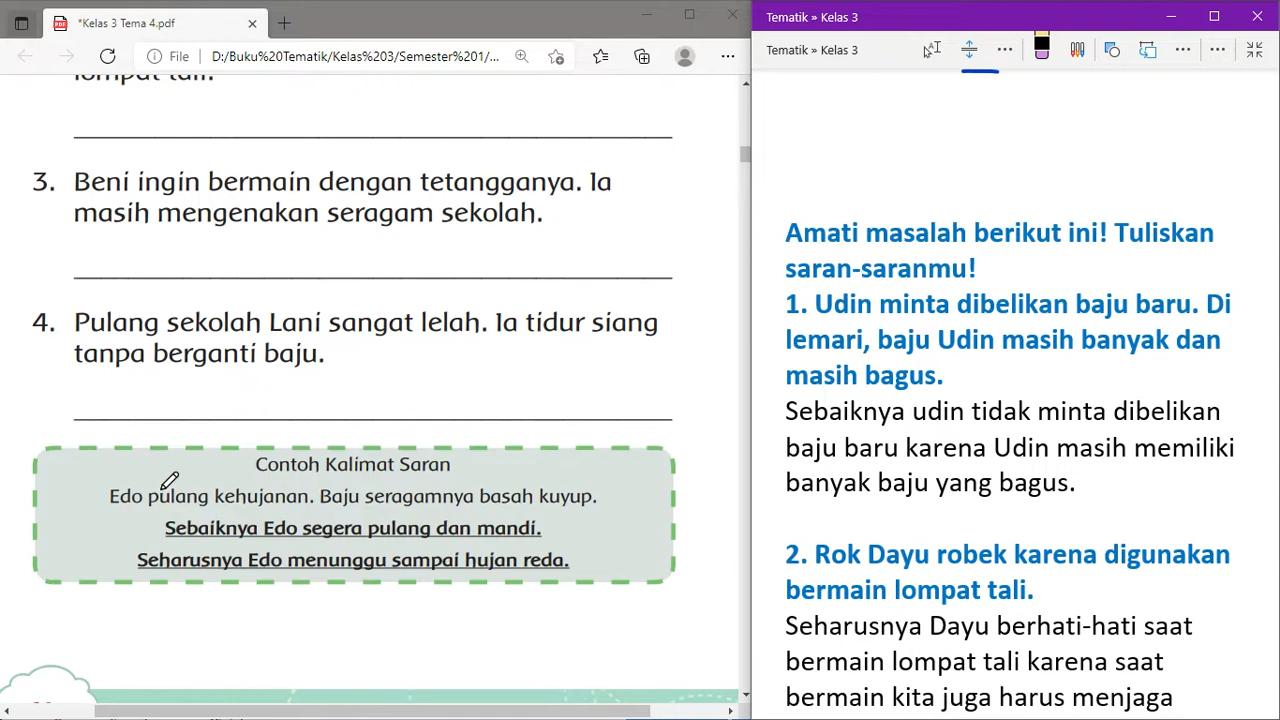 *Kelas 3 Tema 4.pdf
File
D:/Buku%20Tematik/Kelas%203/Semester%201/...
lompat tali.
3. Beni ingin bermain dengan tetangganya. Ia
masih mengenakan seragam sekolah.
4. Pulang sekolah Lani sangat lelah. Ia tidur siang
tanpa berganti baju.
Contoh Kalimat Saran
Edo pulang kehujanan. Baju seragamnya basah kuyup.
Sebaiknya Edo segera pulang dan mandi.
Seharusnya Edo menunggu sampai hujan reda.
Tematik » Kelas 3
Tematik » Kelas 3
Amati masalah berikut ini! Tuliskan
saran-saranmu!
1. Udin minta dibelikan baju baru. Di
lemari, baju Udin masih banyak dan
masih bagus.
Sebaiknya udin tidak minta dibelikan
baju baru karena Udin masih memiliki
banyak baju yang bagus.
2. Rok Dayu robek karena digunakan
bermain lompat tali.
Seharusnya Dayu berhati-hati saat
bermain lompat tali karena saat
bermain kita juga harus menjaga